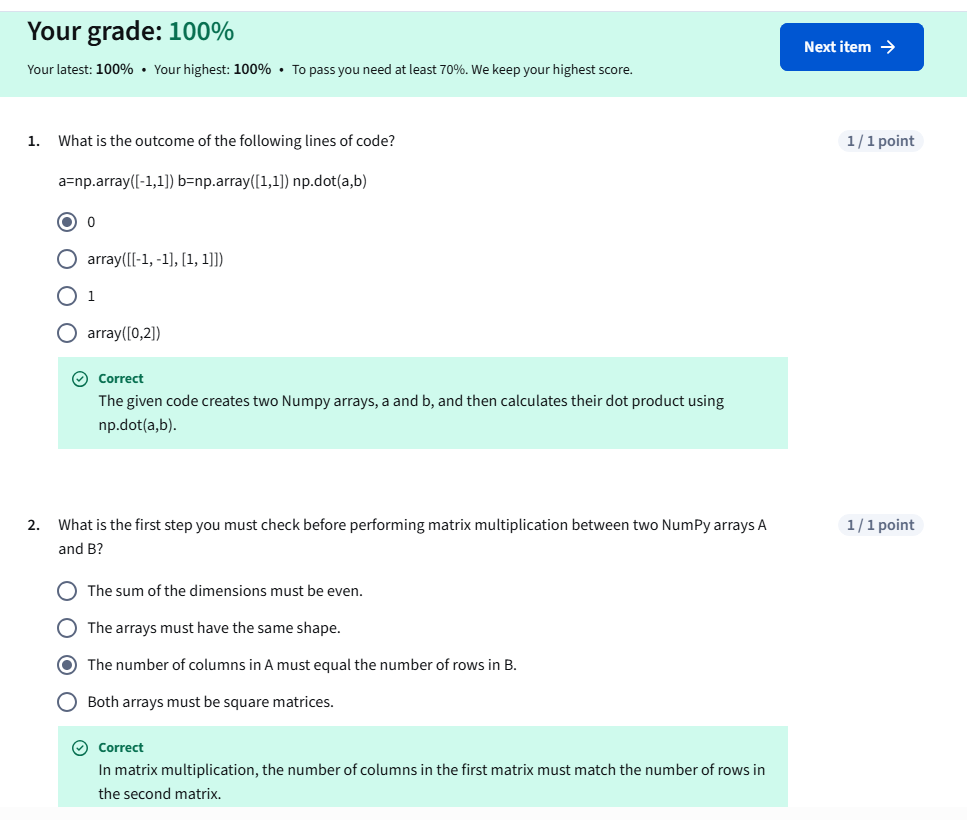 Your grade: 100%
Next item →
Your latest: 100% • Your highest: 100% • To pass you need at least 70%. We keep your highest score.
1. What is the outcome of the following lines of code?
1 / 1 point
a=np.array([-1,1]) b=np.array([1,1]) np.dot(a,b)
0
array([[-1, -1], [1, 1]])
1
array([0,2])
Correct
The given code creates two Numpy arrays, a and b, and then calculates their dot product using
np.dot(a,b).
2. What is the first step you must check before performing matrix multiplication between two NumPy arrays A
and B?
1 / 1 point
The sum of the dimensions must be even.
The arrays must have the same shape.
The number of columns in A must equal the number of rows in B.
Both arrays must be square matrices.
Correct
In matrix multiplication, the number of columns in the first matrix must match the number of rows in
the second matrix.